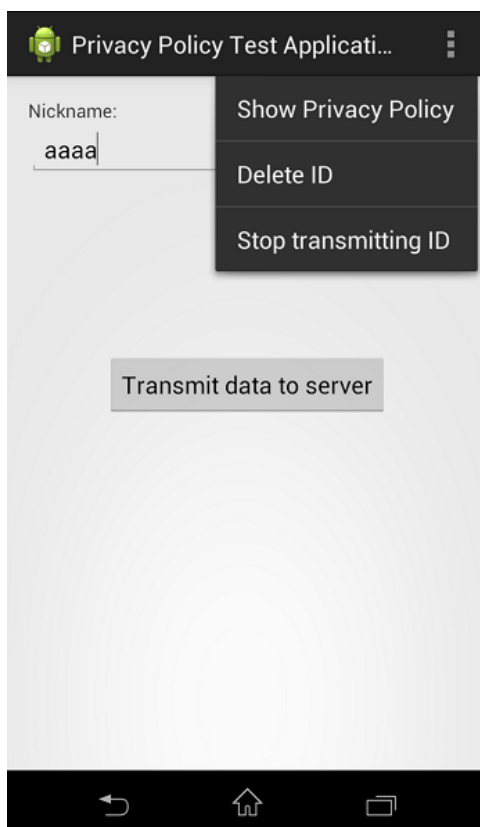 Privacy Policy Test Applicati...
Nickname:
aaaa
Show Privacy Policy
Delete ID
Stop transmitting ID
Transmit data to server